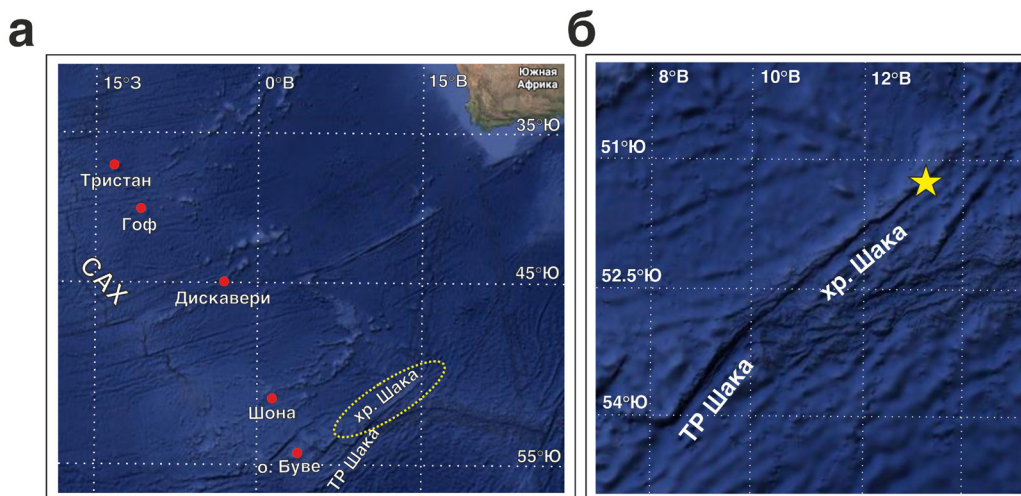 а
15°З
0°В
15°В
Южная
Африка
35°Ю
Тристан
Гоф
САХ
45°Ю
Дискавери
хр. Шака
Шона
о. Буве
ТР Шака
55°Ю
б
8°В
10°В
12°В
51°Ю
хр. Шака
52.5°Ю
54°Ю
ТР Шака